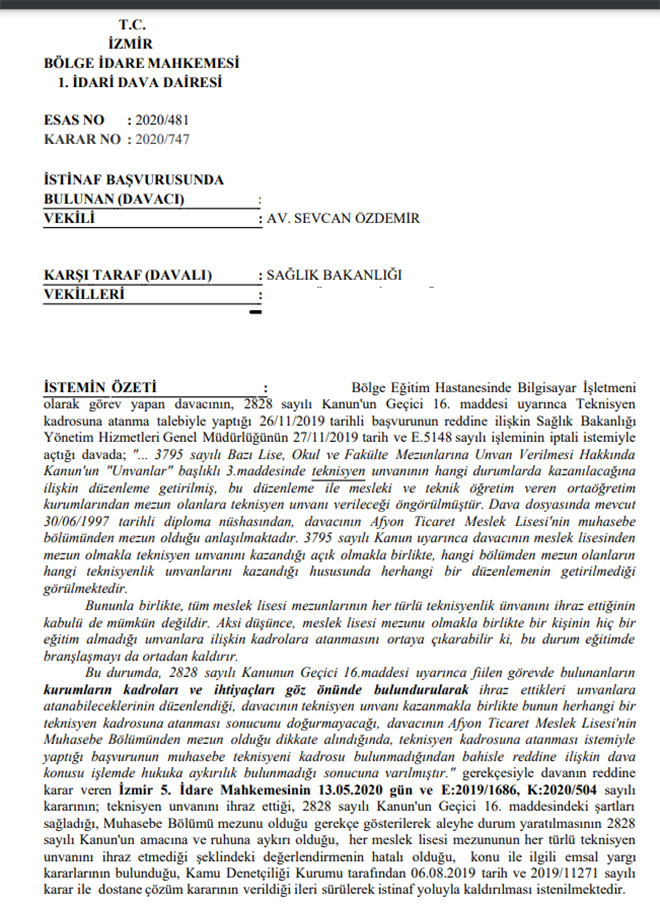 T.C.
İZMİR
BÖLGE İDARE MAHKEMESİ
1. İDARİ DAVA DAİRESİ
ESAS NO : 2020/481
KARAR NO : 2020/747
İSTİNAF BAŞVURUSUNDA
BULUNAN (DAVACI) :
VEKİLİ : AV. SEVCAN ÖZDEMIR
KARŞI TARAF (DAVALI) : SAĞLIK BAKANLIĞI
VEKİLLERİ :
İSTEMİN ÖZETİ : Bölge Eğitim Hastanesinde Bilgisayar İşletmeni
olarak görev yapan davacının, 2828 sayılı Kanun'un Geçici 16. maddesi uyarınca Teknisyen
kadrosuna atanma talebiyle yaptığı 26/11/2019 tarihli başvurunun reddine ilişkin Sağlık Bakanlığı
Yönetim Hizmetleri Genel Müdürlüğünün 27/11/2019 tarih ve E.5148 sayılı işleminin iptali istemiyle
açtığı davada; "... 3795 sayılı Bazı Lise, Okul ve Fakülte Mezunlarına Unvan Verilmesi Hakkında
Kanun'un "Unvanlar" başlıklı 3.maddesinde teknisyen unvanının hangi durumlarda kazanılacağına
ilişkin düzenleme getirilmiş, bu düzenleme ile mesleki ve teknik öğretim veren ortaöğretim
kurumlarından mezun olanlara teknisyen unvanı verileceği öngörülmüştür. Dava dosyasında mevcut
30/06/1997 tarihli diploma nüshasından, davacının Afyon Ticaret Meslek Lisesi'nin muhasebe
bölümünden mezun olduğu anlaşılmaktadır. 3795 sayılı Kanun uyarınca davacının meslek lisesinden
mezun olmakla teknisyen unvanını kazandığı açık olmakla birlikte, hangi bölümden mezun olanların
hangi teknisyenlik unvanlarını kazandığı hususunda herhangi bir düzenlemenin getirilmediği
görülmektedir.
Bununla birlikte, tüm meslek lisesi mezunlarının her türlü teknisyenlik ünvanını ihraz ettiğinin
kabulü de mümkün değildir. Aksi düşünce, meslek lisesi mezunu olmakla birlikte bir kişinin hiç bir
eğitim almadığı unvanlara ilişkin kadrolara atanmasını ortaya çıkarabilir ki, bu durum eğitimde
branşlaşmayı da ortadan kaldırır.
Bu durumda, 2828 sayılı Kanunun Geçici 16.maddesi uyarınca fiilen görevde bulunanların
kurumların kadroları ve ihtiyaçları göz önünde bulundurularak ihraz ettikleri unvanlara
atanabileceklerinin düzenlendiği, davacının teknisyen unvanı kazanmakla birlikte bunun herhangi bir
teknisyen kadrosuna atanması sonucunu doğurmayacağı, davacının Afyon Ticaret Meslek Lisesi'nin
Muhasebe Bölümünden mezun olduğu dikkate alındığında, teknisyen kadrosuna atanması istemiyle
yaptığı başvurunun muhasebe teknisyeni kadrosu bulunmadığından bahisle reddine ilişkin dava
konusu işlemde hukuka aykırılık bulunmadığı sonucuna varılmıştır." gerekçesiyle davanın reddine
karar veren İzmir 5. İdare Mahkemesinin 13.05.2020 gün ve E:2019/1686, K:2020/504 sayılı
kararının; teknisyen unvanını ihraz ettiği, 2828 sayılı Kanun'un Geçici 16. maddesindeki şartları
sağladığı, Muhasebe Bölümü mezunu olduğu gerekçe gösterilerek aleyhe durum yaratılmasının 2828
sayılı Kanun'un amacına ve ruhuna aykırı olduğu, her meslek lisesi mezununun her türlü teknisyen
unvanını ihraz etmediği şeklindeki değerlendirmenin hatalı olduğu, konu ile ilgili emsal yargı
kararlarının bulunduğu, Kamu Denetçiliği Kurumu tarafından 06.08.2019 tarih ve 2019/11271 sayılı
karar ile dostane çözüm kararının verildiği ileri sürülerek istinaf yoluyla kaldırılması istenilmektedir.